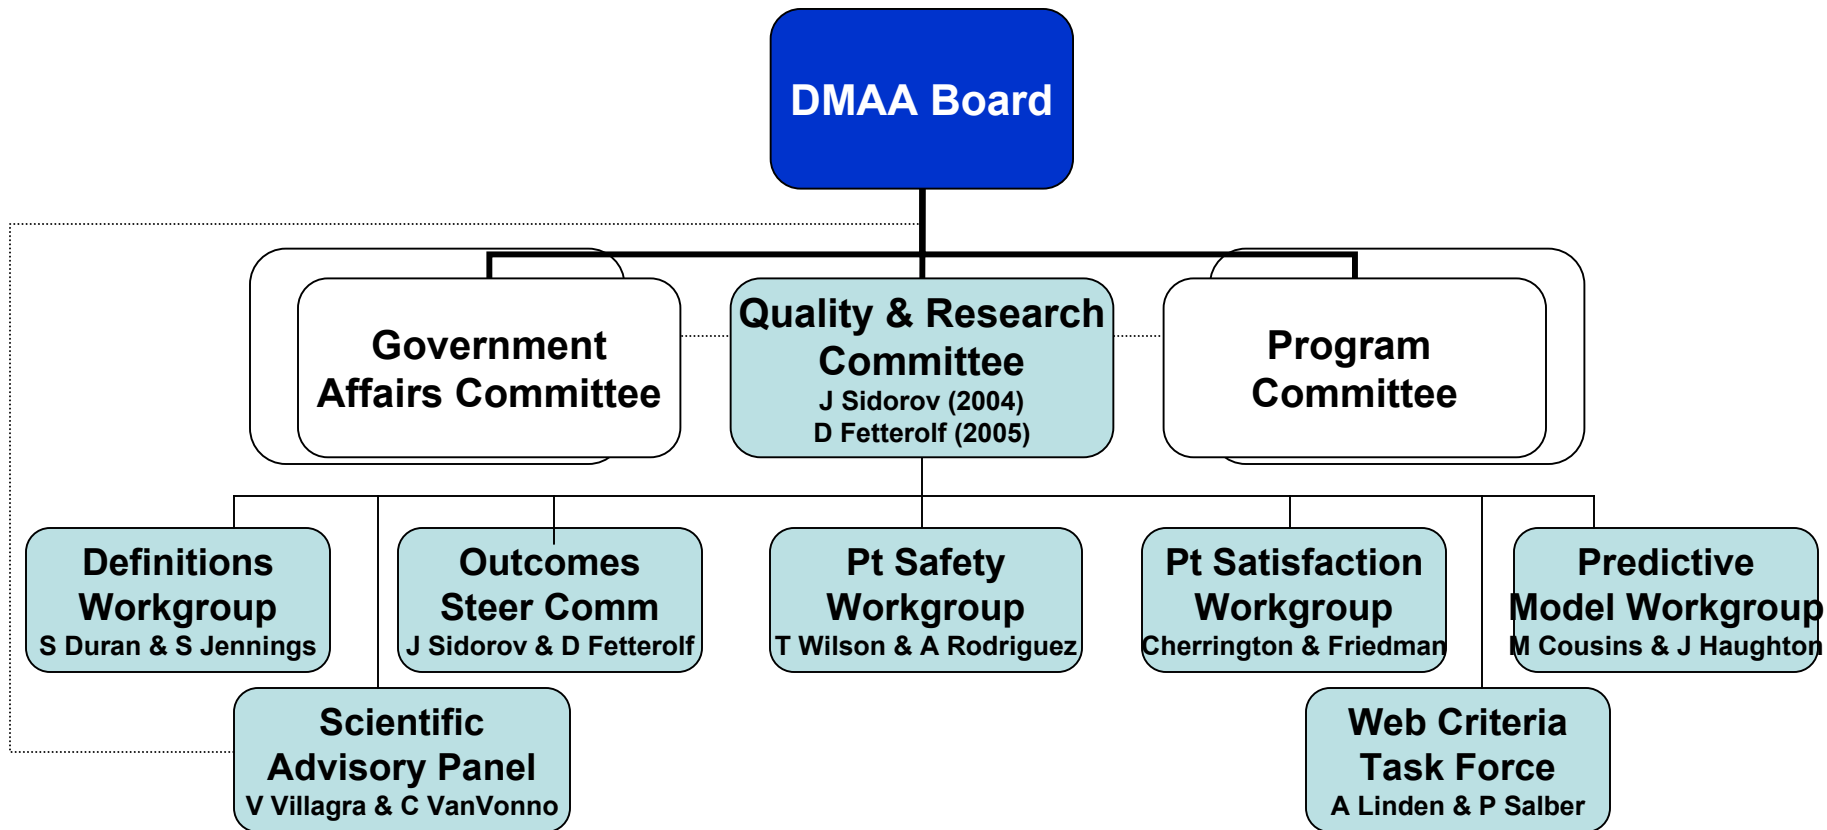 DMAA Board
Government
Affairs Committee
Quality & Research
Committee
J Sidorov (2004)
D Fetterolf (2005)
Program
Committee
Definitions
Workgroup
S Duran & S Jennings
Outcomes
Steer Comm
J Sidorov & D Fetterolf
Pt Safety
Workgroup
T Wilson & A Rodriguez
Pt Satisfaction
Workgroup
Cherrington & Friedman
Predictive
Model Workgroup
M Cousins & J Haughton
Scientific
Advisory Panel
V Villagra & C VanVonno
Web Criteria
Task Force
A Linden & P Salber